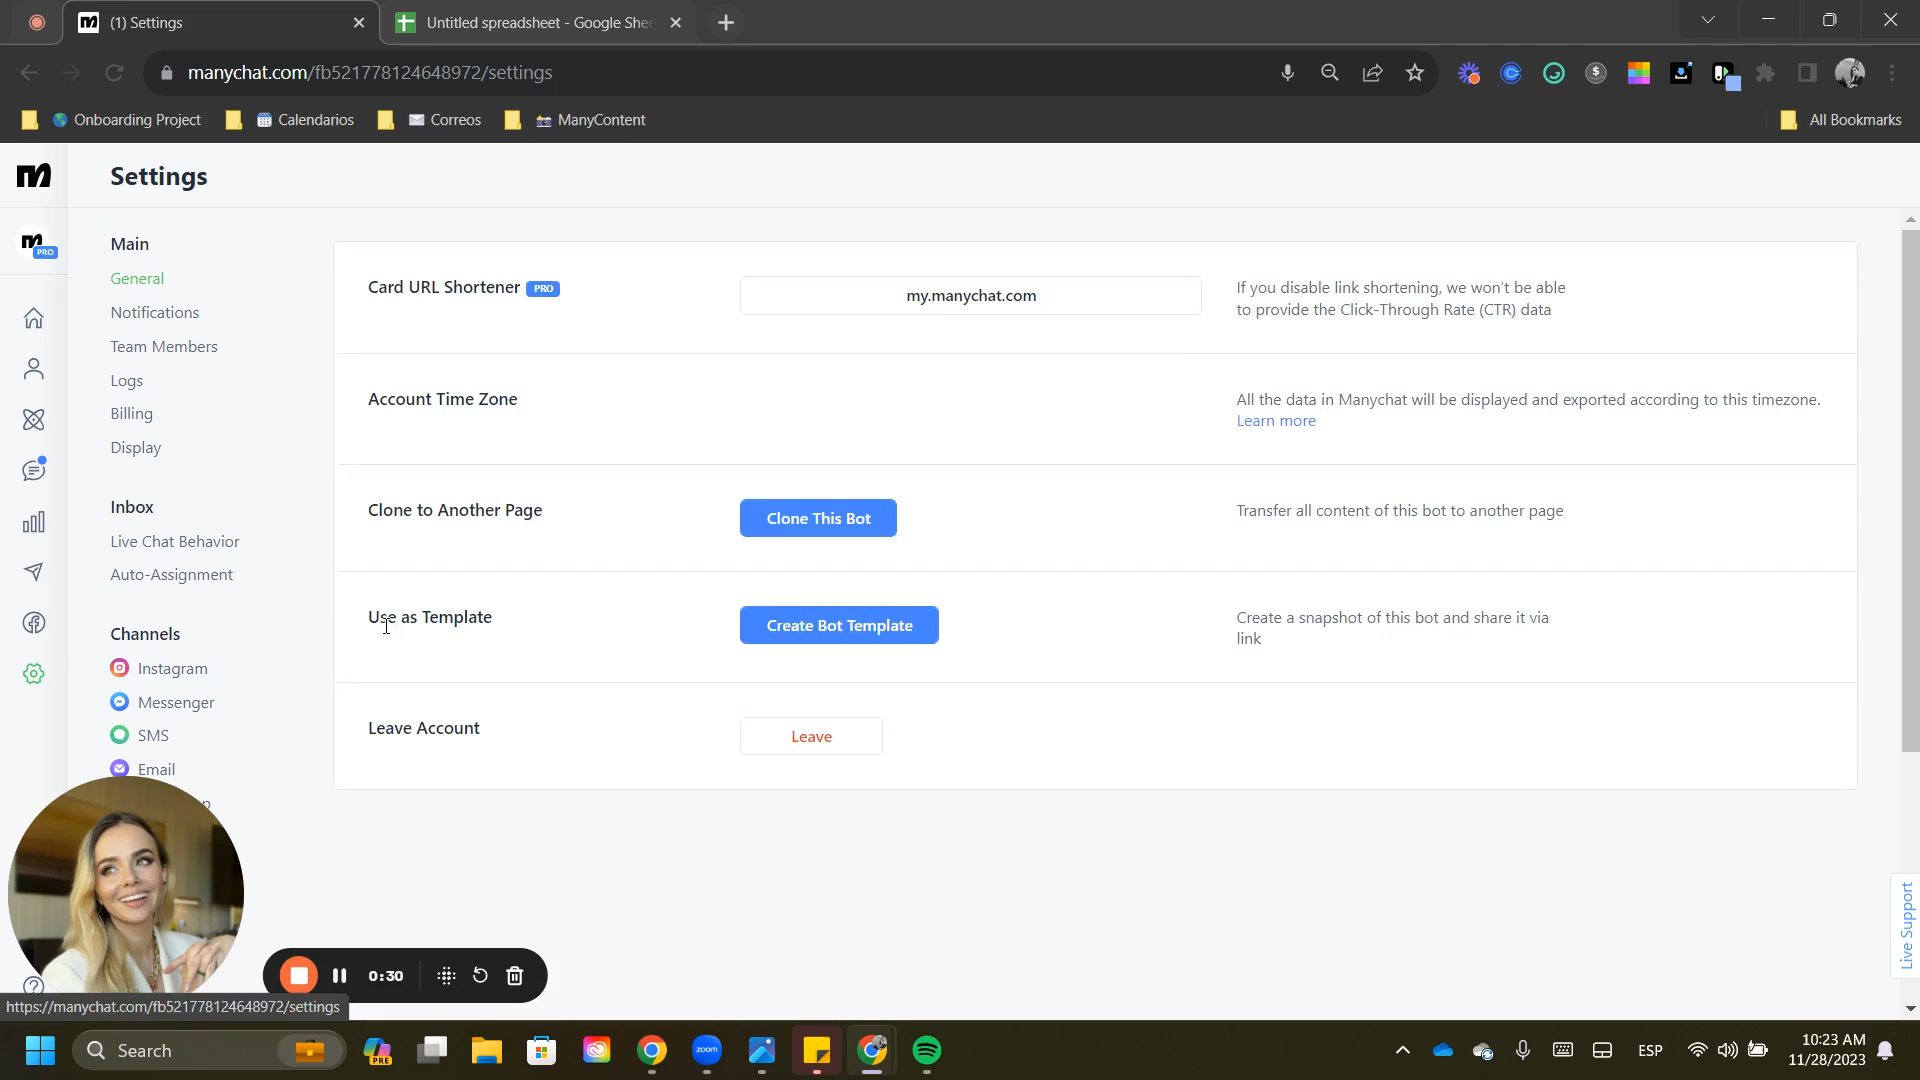 (1) Settings
Untitled spreadsheet - Google She
manychat.com/fb521778124648972/settings
Onboarding Project
Calendarios
Correos
ManyContent
All Bookmarks
Settings
PRO
Main
General
Notifications
Team Members
Logs
Billing
Display
Inbox
Live Chat Behavior
Auto-Assignment
Channels
Instagram
Messenger
SMS
Email
p
Card URL Shortener PRO
my.manychat.com
If you disable link shortening, we won't be able
to provide the Click-Through Rate (CTR) data
Account Time Zone
All the data in Manychat will be displayed and exported according to this timezone.
Learn more
Clone to Another Page
Clone This Bot
Transfer all content of this bot to another page
Use as Template
Create Bot Template
Create a snapshot of this bot and share it via
link
Leave Account
Leave
Live Support
0:30
https://manychat.com/fb521778124648972/settings
Search
PRE
zoom
ESP
10:23 AM
11/28/2023